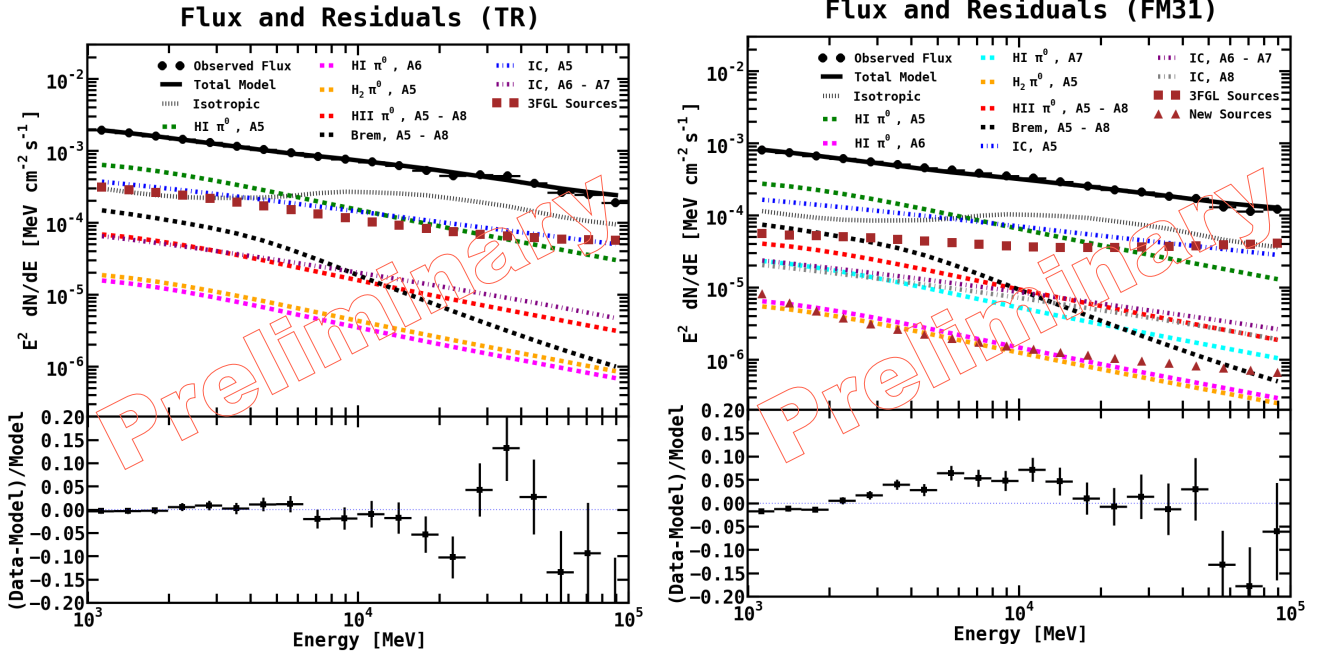 Flux and Residuals (TR)
Observed Flux
Total Model
Isotropic
HI π⁰ , A5
HI π⁰ , A6
H₂ π⁰ , A5
HII π⁰ , A5 - A8
Brem, A5 - A8
IC, A5
IC, A6 - A7
3FGL Sources
E² dN/dE [MeV cm⁻² s⁻¹]
10⁻²
10⁻³
10⁻⁴
10⁻⁵
10⁻⁶
Preliminary
(Data-Model)/Model
0.20
0.15
0.10
0.05
0.00
−0.05
−0.10
−0.15
−0.20
10³
10⁴
10⁵
Energy [MeV]
Flux and Residuals (FM31)
Observed Flux
Total Model
Isotropic
HI π⁰ , A5
HI π⁰ , A6
HI π⁰ , A7
H₂ π⁰ , A5
HII π⁰ , A5 - A8
Brem, A5 - A8
IC, A5
IC, A6 - A7
IC, A8
3FGL Sources
New Sources
E² dN/dE [MeV cm⁻² s⁻¹]
10⁻²
10⁻³
10⁻⁴
10⁻⁵
10⁻⁶
Preliminary
(Data-Model)/Model
0.20
0.15
0.10
0.05
0.00
−0.05
−0.10
−0.15
−0.20
10³
10⁴
10⁵
Energy [MeV]